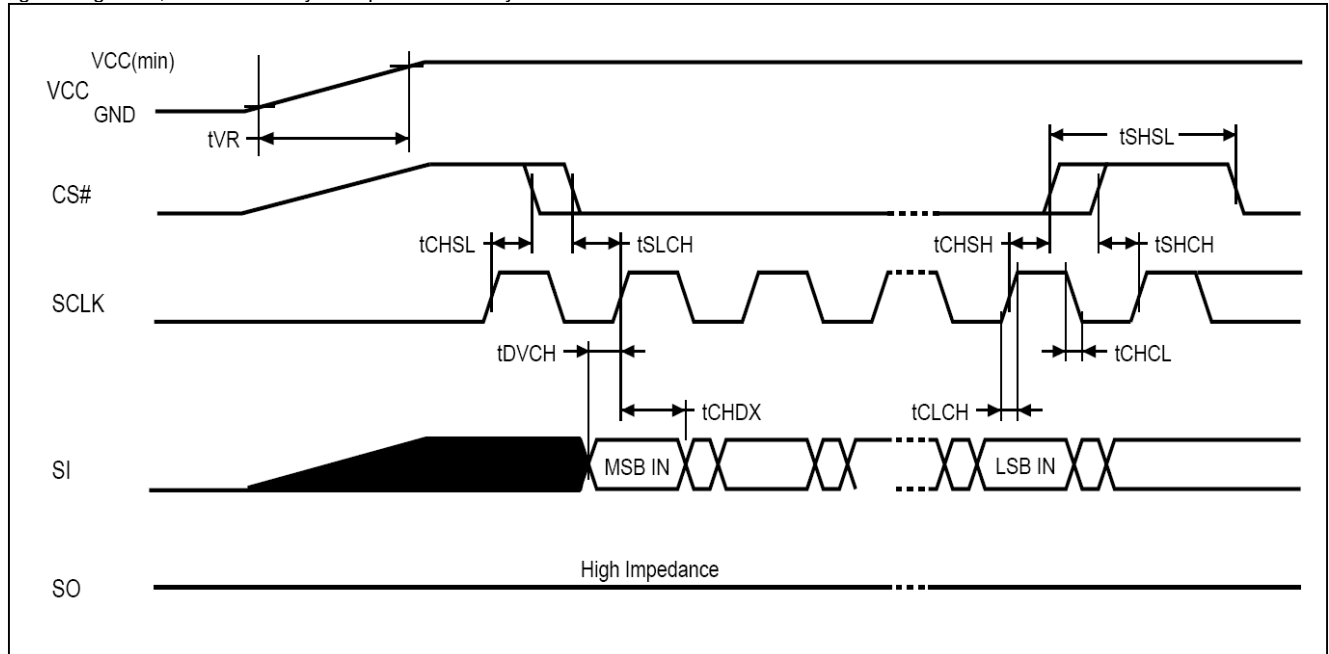 VCC(min)
VCC
GND
tVR
tSHSL
CS#
tCHSL
tSLCH
tCHSH
tSHCH
SCLK
tDVCH
tCHCL
tCHDX
tCLCH
SI
MSB IN
LSB IN
High Impedance
SO